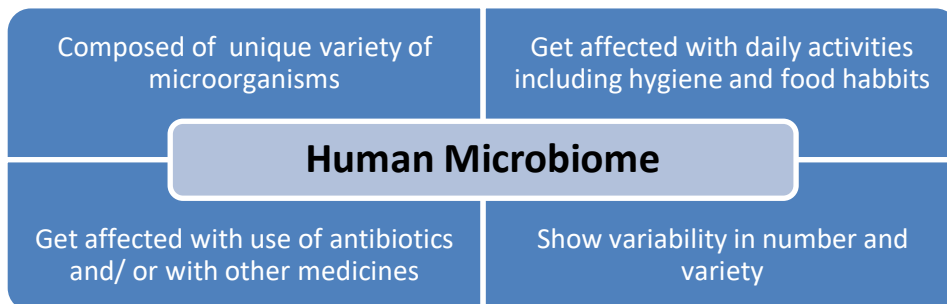 Composed of  unique variety of
microorganisms
Get affected with daily activities
including hygiene and food habbits
Human Microbiome
Get affected with use of antibiotics
and/ or with other medicines
Show variability in number and
variety